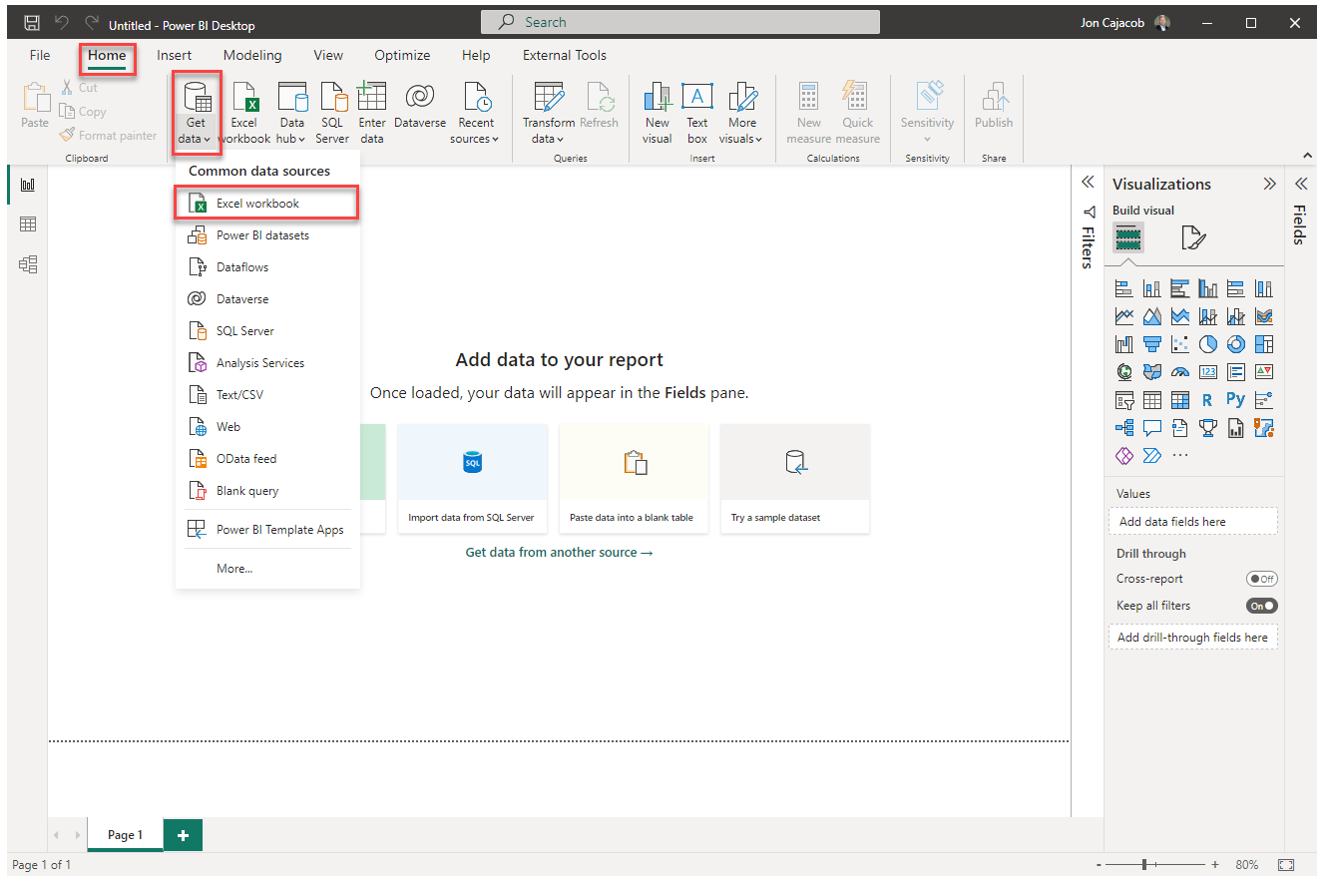 Untitled - Power BI Desktop
Search
Jon Cajacob
File Home Insert Modeling View Optimize Help External Tools
Paste
Cut
Copy
Format painter
Clipboard
Get data
Excel workbook
Data hub
SQL Server
Enter data
Dataverse
Recent sources
Transform data
Refresh
Queries
New visual
Text box
More visuals
Insert
New measure
Quick measure
Calculations
Sensitivity
Sensitivity
Publish
Share
Common data sources
Excel workbook
Power BI datasets
Dataflows
Dataverse
SQL Server
Analysis Services
Text/CSV
Web
OData feed
Blank query
Power BI Template Apps
More...
Add data to your report
Once loaded, your data will appear in the Fields pane.
SQL
Import data from SQL Server
Paste data into a blank table
Try a sample dataset
Get data from another source →
Filters
Visualizations
Build visual
123
R
Py
...
Values
Add data fields here
Drill through
Cross-report
Off
Keep all filters
On
Add drill-through fields here
Fields
Page 1
+
Page 1 of 1
- + 80%